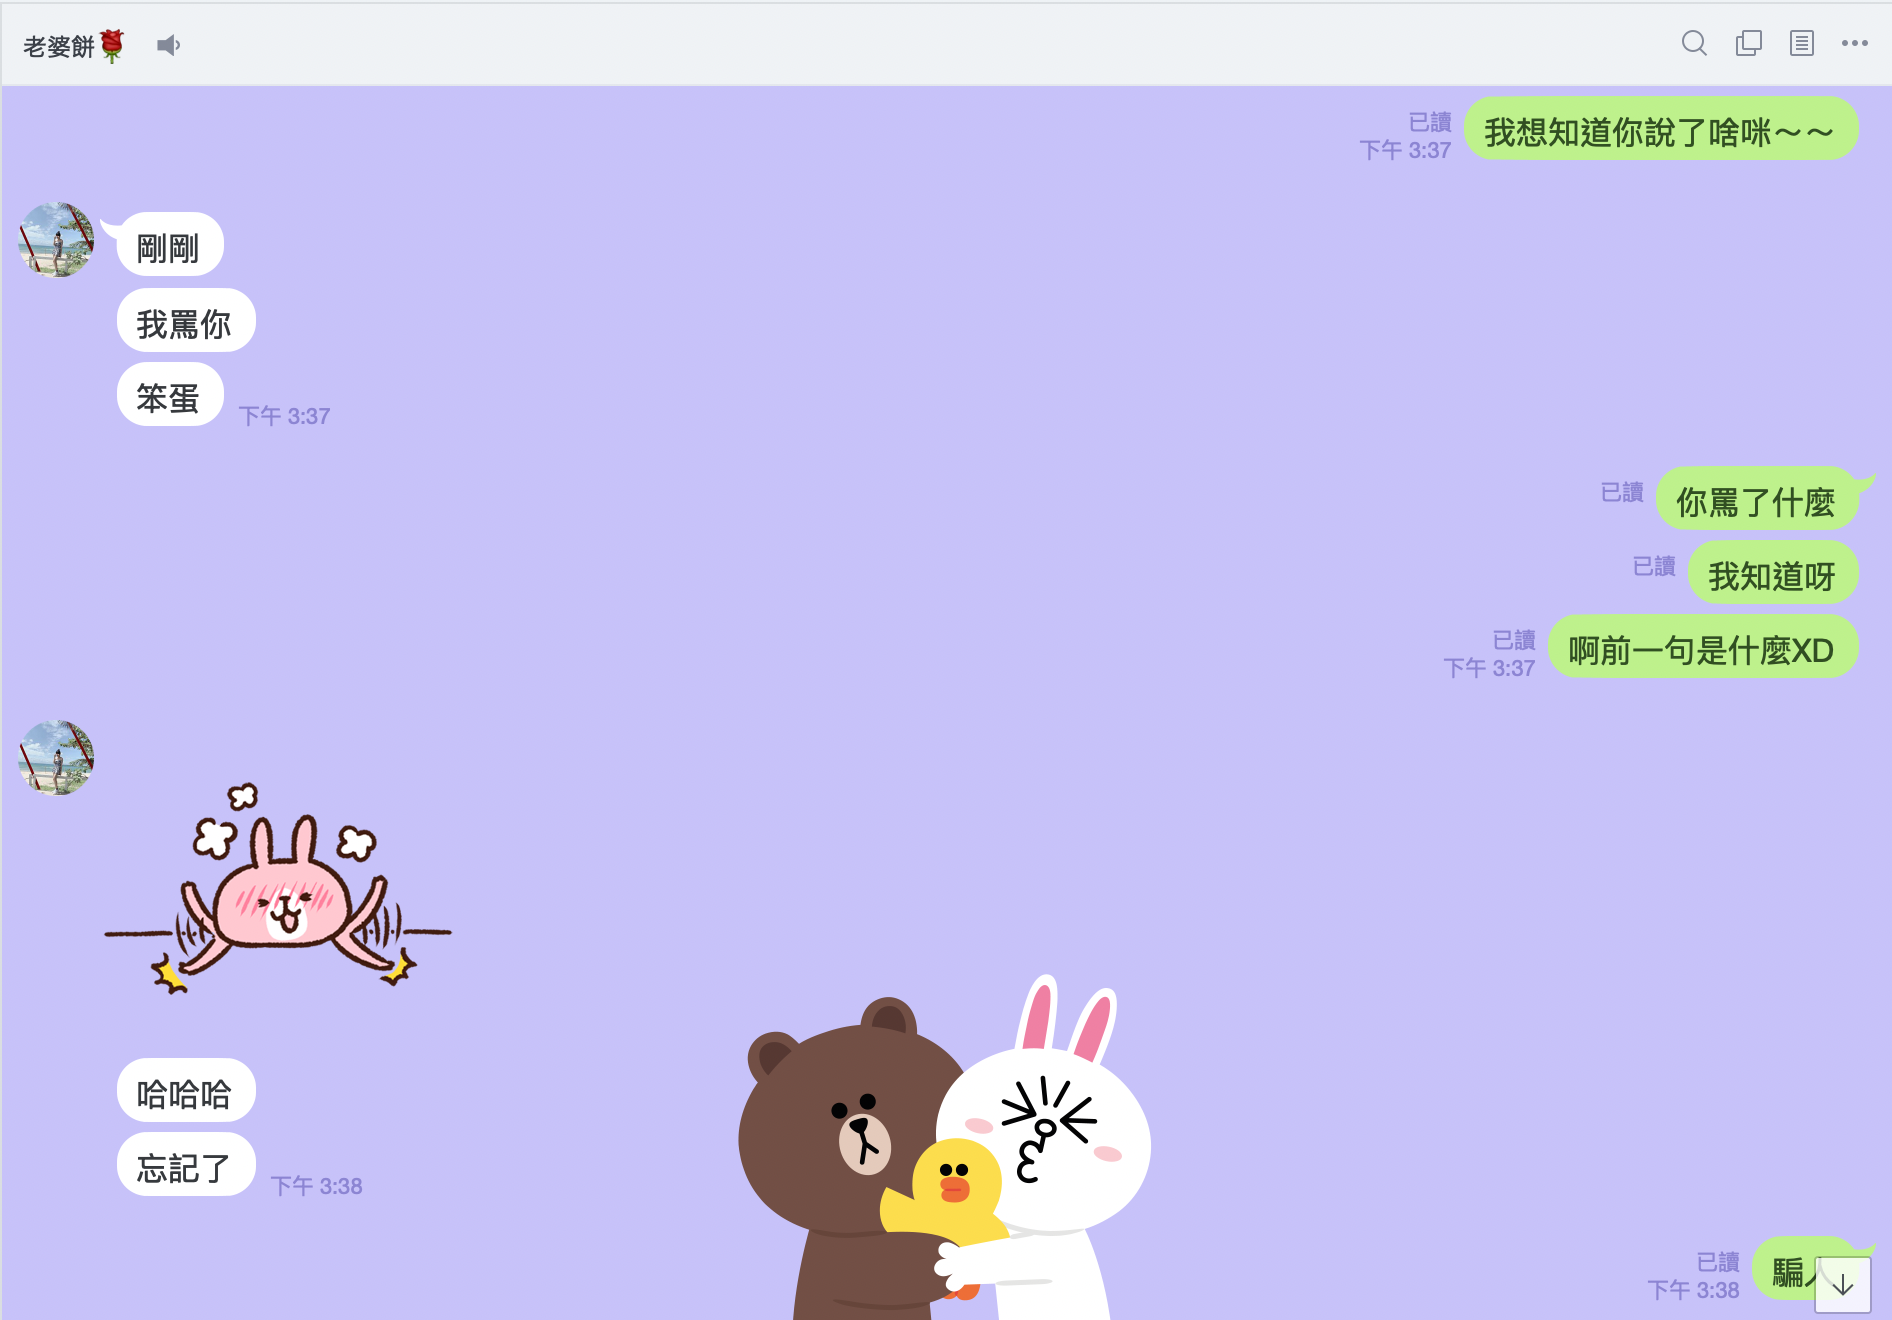 老婆餅🌹
已讀
下午 3:37
我想知道你說了啥咪～～
剛剛
我罵你
笨蛋
下午 3:37
已讀
你罵了什麼
已讀
我知道呀
已讀
下午 3:37
啊前一句是什麼XD
哈哈哈
忘記了
下午 3:38
已讀
下午 3:38
騙人